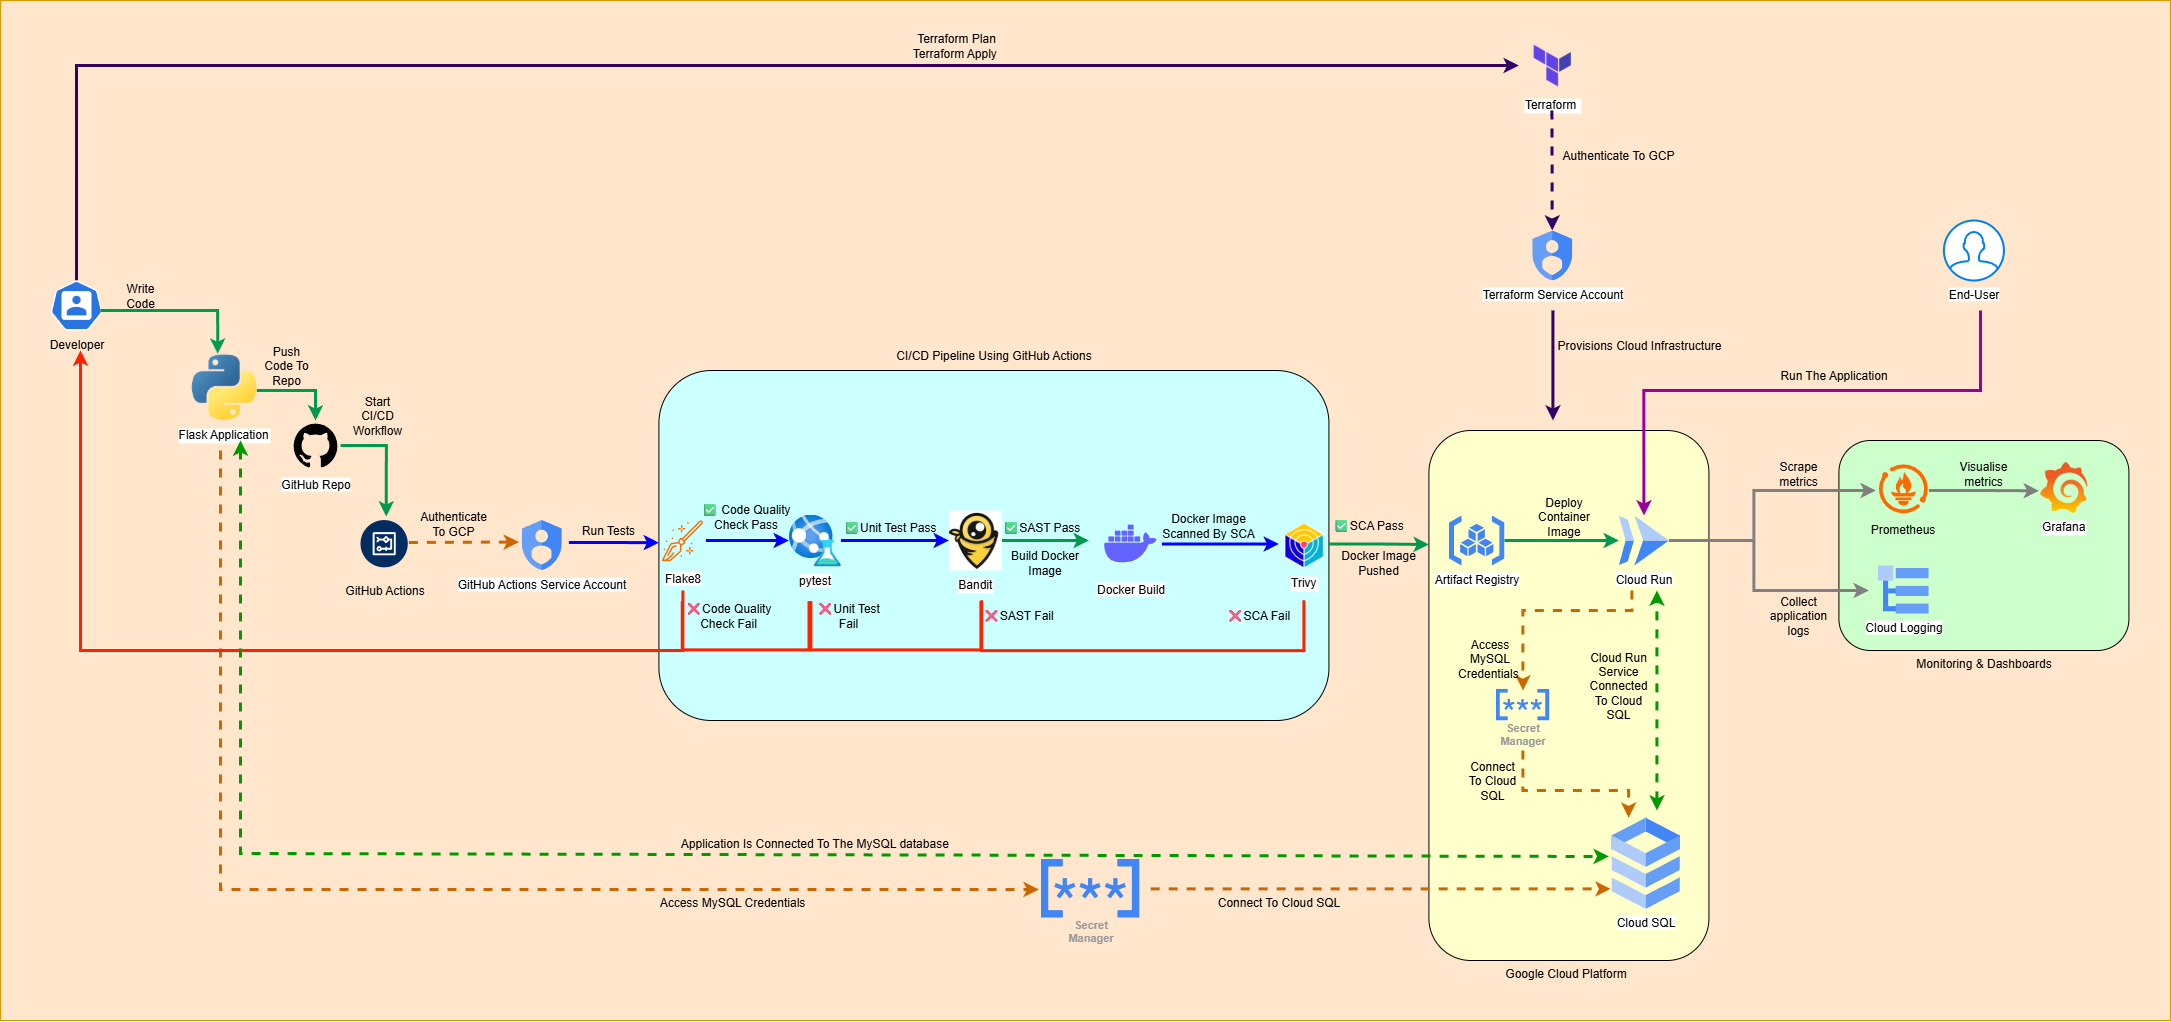 Terraform Plan
Terraform Apply
Terraform
Authenticate To GCP
Terraform Service Account
Provisions Cloud Infrastructure
End-User
Run The Application
Write
Code
Developer
Push
Code To
Repo
Flask Application
Start
CI/CD
Workflow
GitHub Repo
GitHub Actions
Authenticate
To GCP
GitHub Actions Service Account
Run Tests
CI/CD Pipeline Using GitHub Actions
Flake8
✅ Code Quality
Check Pass
pytest
✅ Unit Test Pass
Bandit
✅ SAST Pass
Build Docker
Image
Docker Build
Docker Image
Scanned By SCA
Trivy
❌ Code Quality
Check Fail
❌ Unit Test
Fail
❌ SAST Fail
❌ SCA Fail
✅ SCA Pass
Docker Image
Pushed
Artifact Registry
Deploy
Container
Image
Cloud Run
Access
MySQL
Credentials
Secret
Manager
Connect
To Cloud
SQL
Cloud Run
Service
Connected
To Cloud
SQL
Cloud SQL
Google Cloud Platform
Scrape
metrics
Prometheus
Visualise
metrics
Grafana
Collect
application
logs
Cloud Logging
Monitoring & Dashboards
Application Is Connected To The MySQL database
Access MySQL Credentials
Secret
Manager
Connect To Cloud SQL